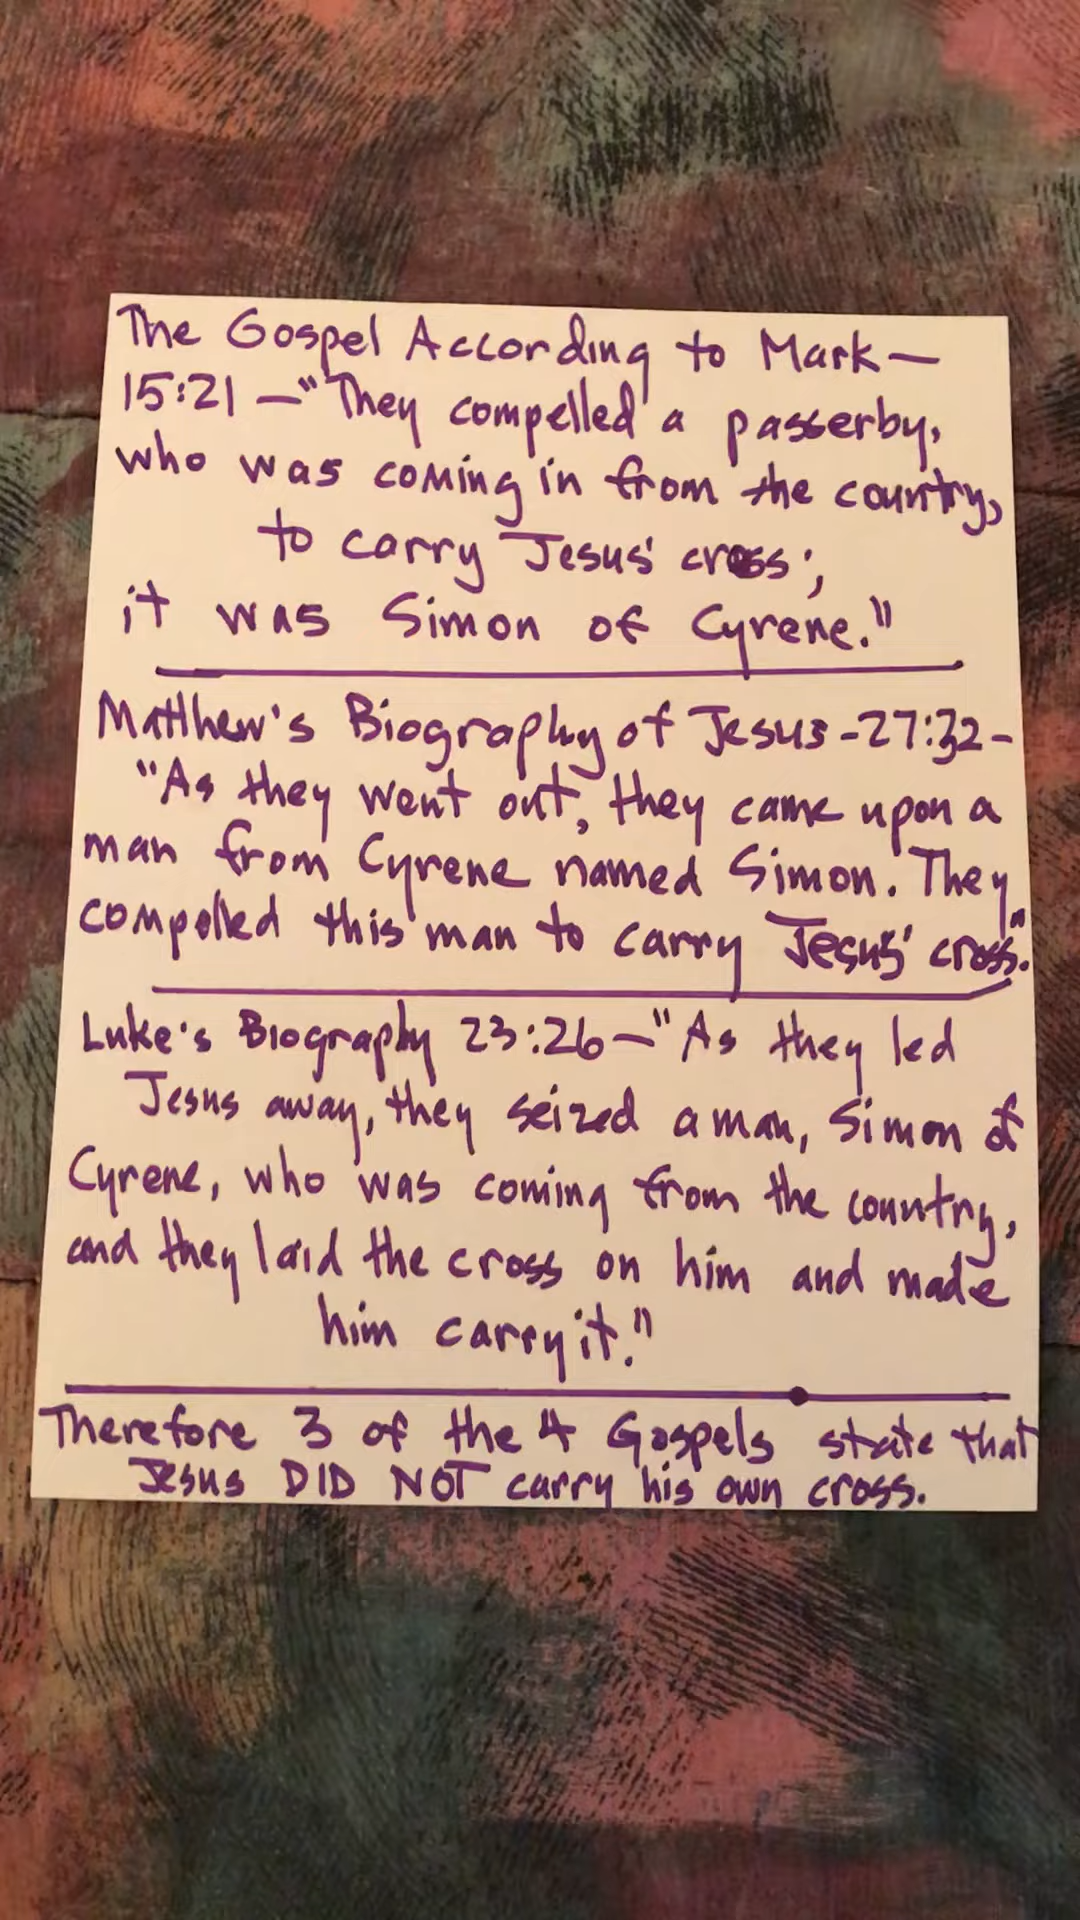 The Gospel According to Mark—
15:21—"They compelled a passerby,
who was coming in from the country,
to carry Jesus' cross;
it was Simon of Cyrene."
Matthew's Biography of Jesus-27:32-
"As they went out, they came upon a
man from Cyrene named Simon. They
compelled this man to carry Jesus' cross."
Luke's Biography 23:26—"As they led
Jesus away, they seized a man, Simon of
Cyrene, who was coming from the country,
and they laid the cross on him and made
him carry it."
Therefore 3 of the 4 Gospels state that
Jesus DID NOT carry his own cross.